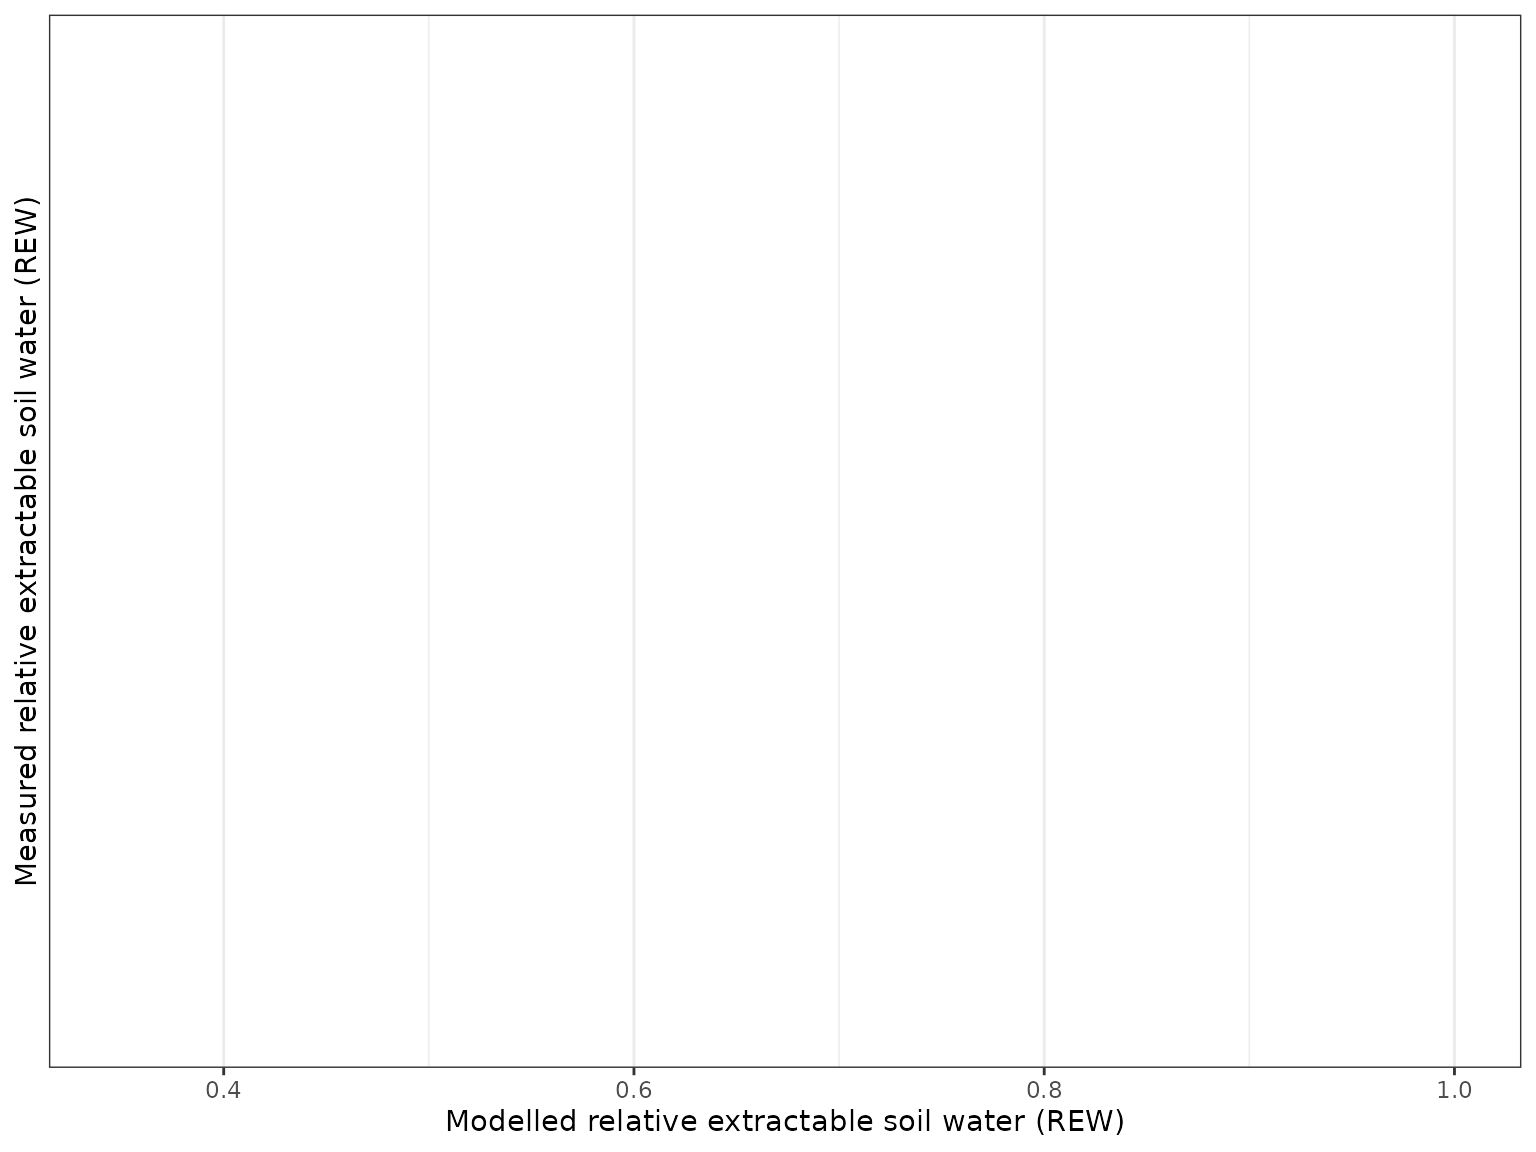 Measured relative extractable soil water (REW)
0.4 0.6 0.8 1.0
Modelled relative extractable soil water (REW)